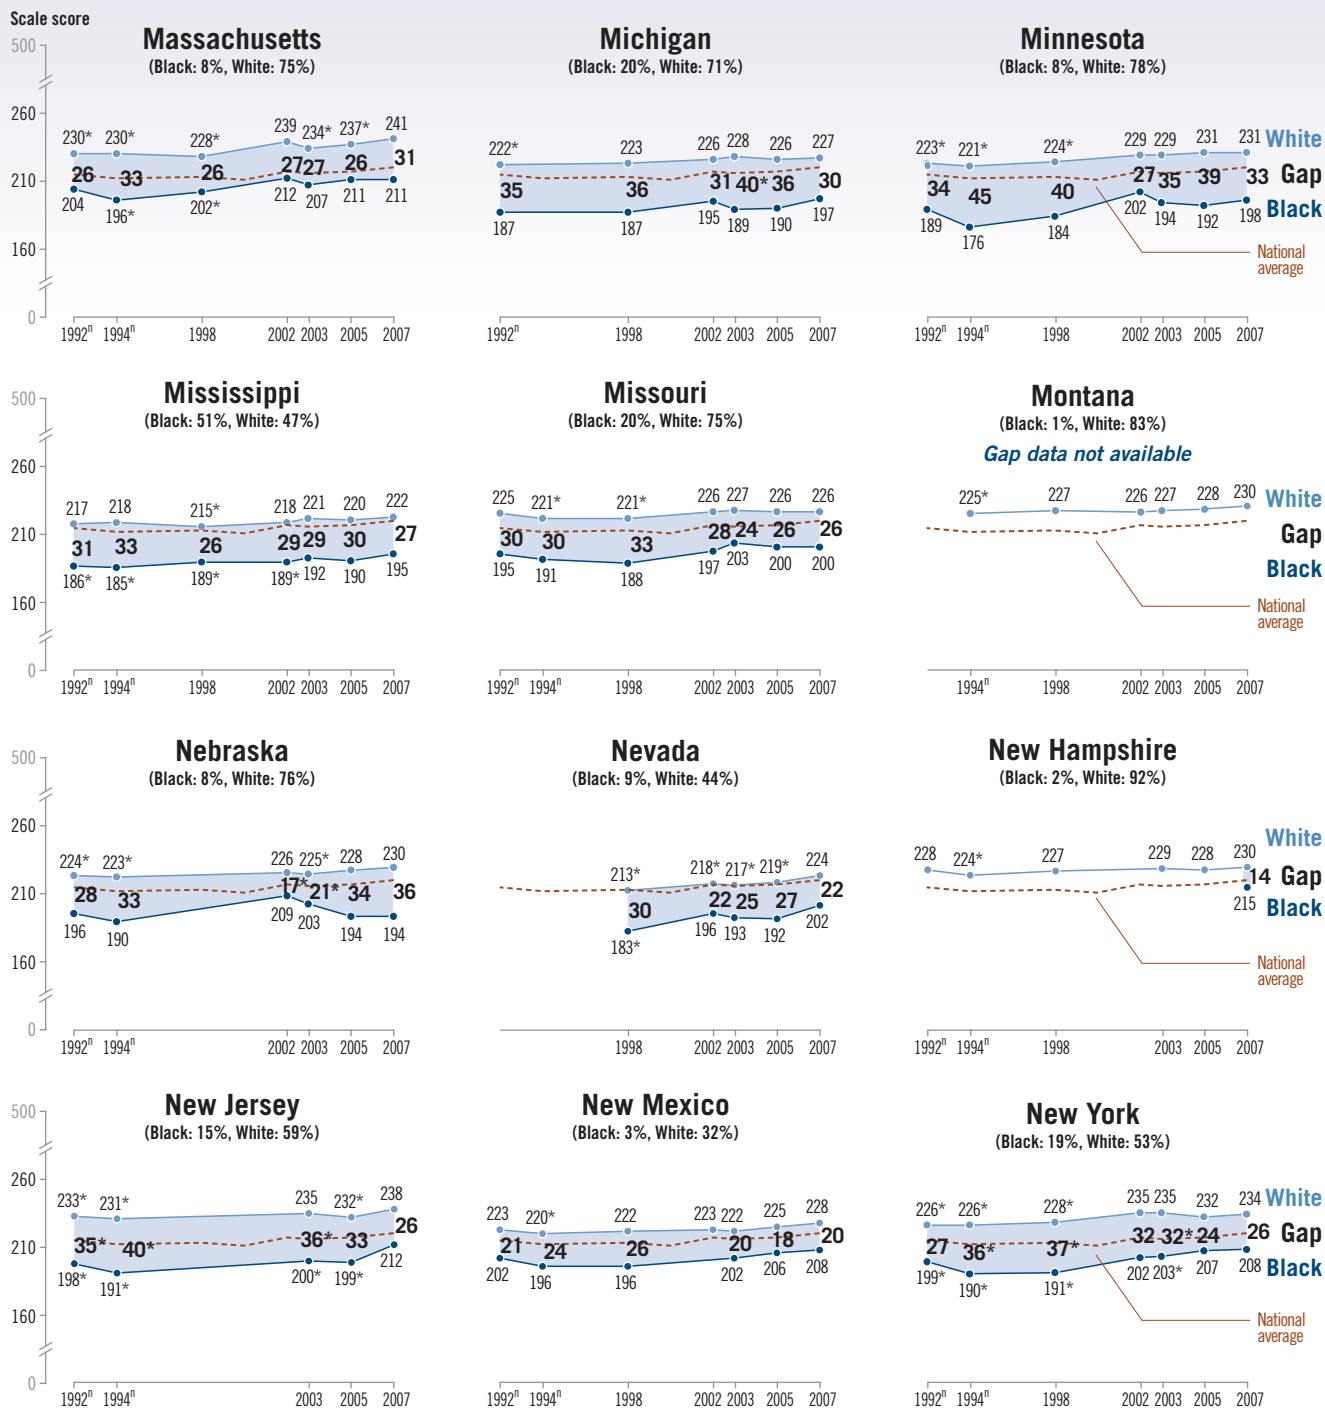 Scale score
Massachusetts
(Black: 8%, White: 75%)
500
260
210
160
0
230* 230* 228* 239 234* 237* 241
26 33 26 27 27 26 31
204 196* 202* 212 207 211 211
1992n 1994n 1998 2002 2003 2005 2007
Michigan
(Black: 20%, White: 71%)
222* 223 226 228 226 227
35 36 31 40* 36 30
187 187 195 189 190 197
1992n 1998 2002 2003 2005 2007
Minnesota
(Black: 8%, White: 78%)
223* 221* 224* 229 229 231 231 White
34 45 40 27 35 39 33 Gap
189 176 184 202 194 192 198 Black
National
average
1992n 1994n 1998 2002 2003 2005 2007
Mississippi
(Black: 51%, White: 47%)
500
260
210
160
0
217 218 215* 218 221 220 222
31 33 26 29 29 30 27
186* 185* 189* 189* 192 190 195
1992n 1994n 1998 2002 2003 2005 2007
Missouri
(Black: 20%, White: 75%)
225 221* 221* 226 227 226 226
30 30 33 28 24 26 26
195 191 188 197 203 200 200
1992n 1994n 1998 2002 2003 2005 2007
Montana
(Black: 1%, White: 83%)
Gap data not available
225* 227 226 227 228 230 White
Gap
Black
National
average
1994n 1998 2002 2003 2005 2007
Nebraska
(Black: 8%, White: 76%)
500
260
210
160
0
224* 223* 226 225* 228 230
28 33 17* 21* 34 36
196 190 209 203 194 194
1992n 1994n 2002 2003 2005 2007
Nevada
(Black: 9%, White: 44%)
213* 218* 217* 219* 224
30 22 25 27 22
183* 196 193 192 202
1998 2002 2003 2005 2007
New Hampshire
(Black: 2%, White: 92%)
White
228 224* 227 229 228 230
14 Gap
215 Black
National
average
1992n 1994n 1998 2003 2005 2007
New Jersey
(Black: 15%, White: 59%)
500
260
210
160
0
233* 231* 235 232* 238
35* 40* 36* 33 26
198* 191* 200* 199* 212
1992n 1994n 2003 2005 2007
New Mexico
(Black: 3%, White: 32%)
223 220* 222 223 222 225 228
21 24 26 20 18 20
202 196 196 202 206 208
1992n 1994n 1998 2002 2003 2005 2007
New York
(Black: 19%, White: 53%)
226* 226* 228* 235 235 232 234 White
27 36* 37* 32 32* 24 26 Gap
199* 190* 191* 202 203* 207 208 Black
National
average
1992n 1994n 1998 2002 2003 2005 2007